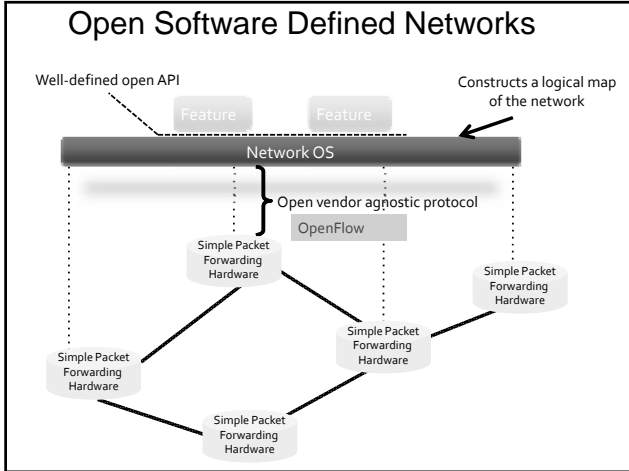 Open Software Defined Networks
Well-defined open API
Constructs a logical map
of the network
Feature
Feature
Network OS
Open vendor agnostic protocol
OpenFlow
Simple Packet
Forwarding
Hardware
Simple Packet
Forwarding
Hardware
Simple Packet
Forwarding
Hardware
Simple Packet
Forwarding
Hardware
Simple Packet
Forwarding
Hardware